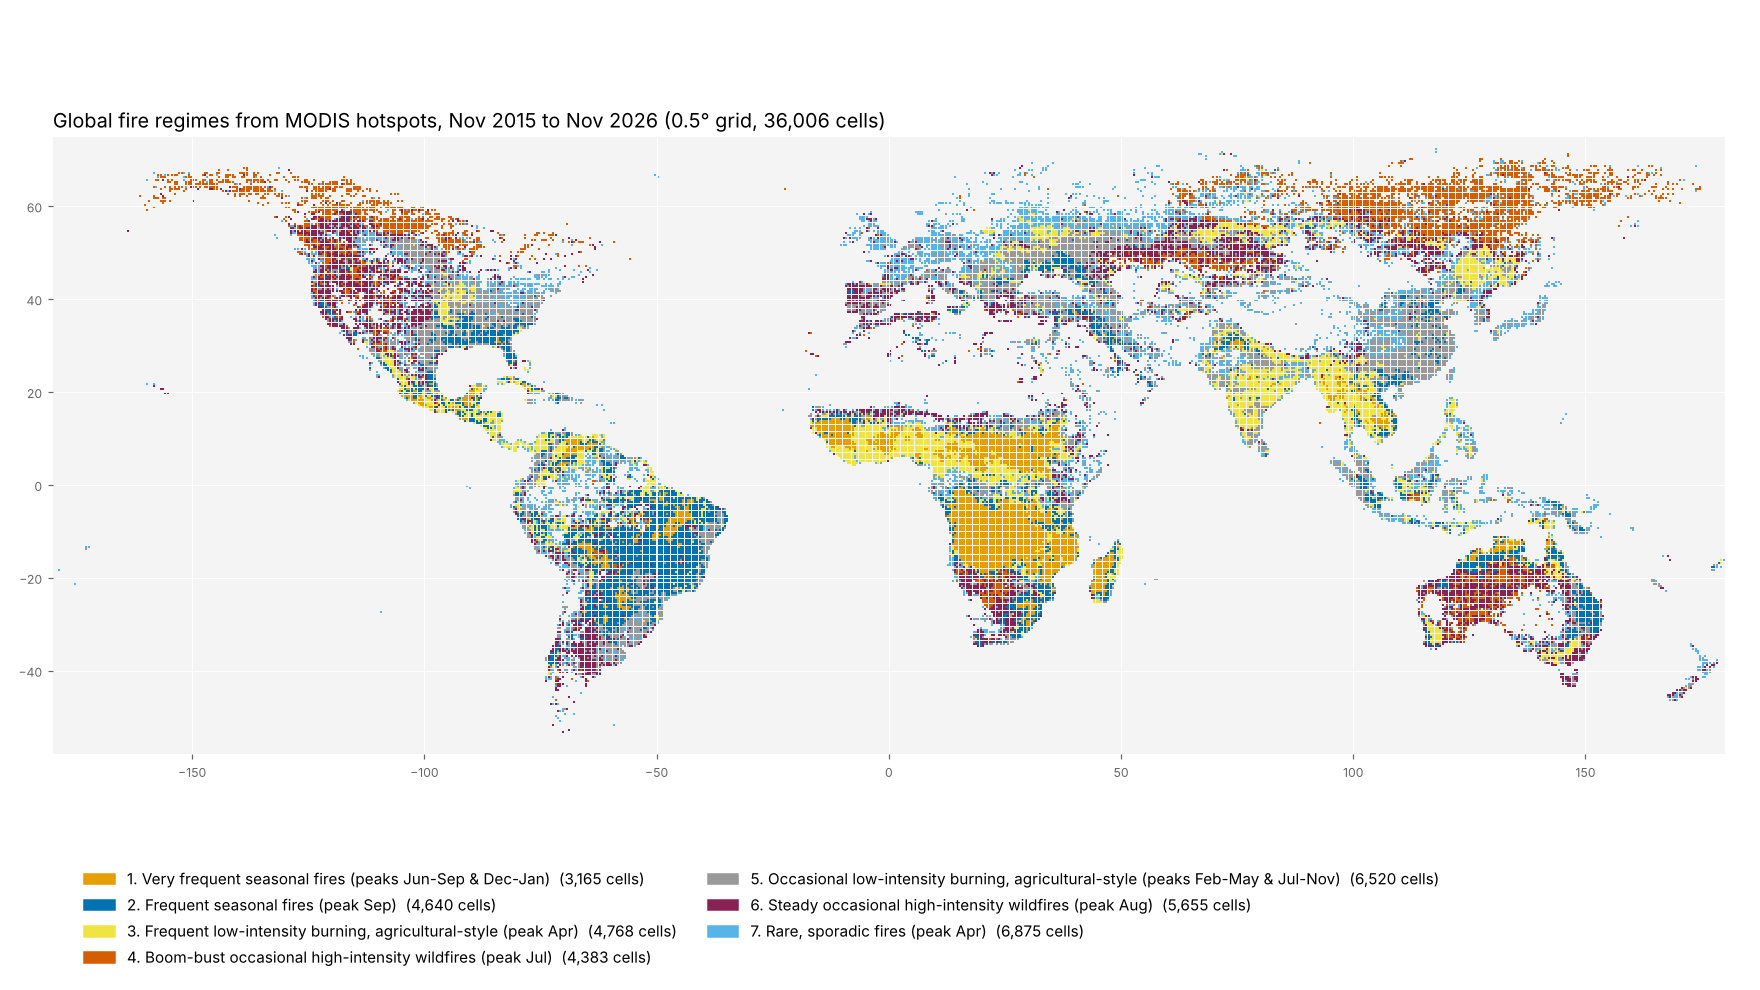 Global fire regimes from MODIS hotspots, Nov 2015 to Nov 2026 (0.5° grid, 36,006 cells)
60
40
20
0
−20
−40
−150
−100
−50
0
50
100
150
1. Very frequent seasonal fires (peaks Jun-Sep & Dec-Jan) (3,165 cells)
2. Frequent seasonal fires (peak Sep) (4,640 cells)
3. Frequent low-intensity burning, agricultural-style (peak Apr) (4,768 cells)
4. Boom-bust occasional high-intensity wildfires (peak Jul) (4,383 cells)
5. Occasional low-intensity burning, agricultural-style (peaks Feb-May & Jul-Nov) (6,520 cells)
6. Steady occasional high-intensity wildfires (peak Aug) (5,655 cells)
7. Rare, sporadic fires (peak Apr) (6,875 cells)